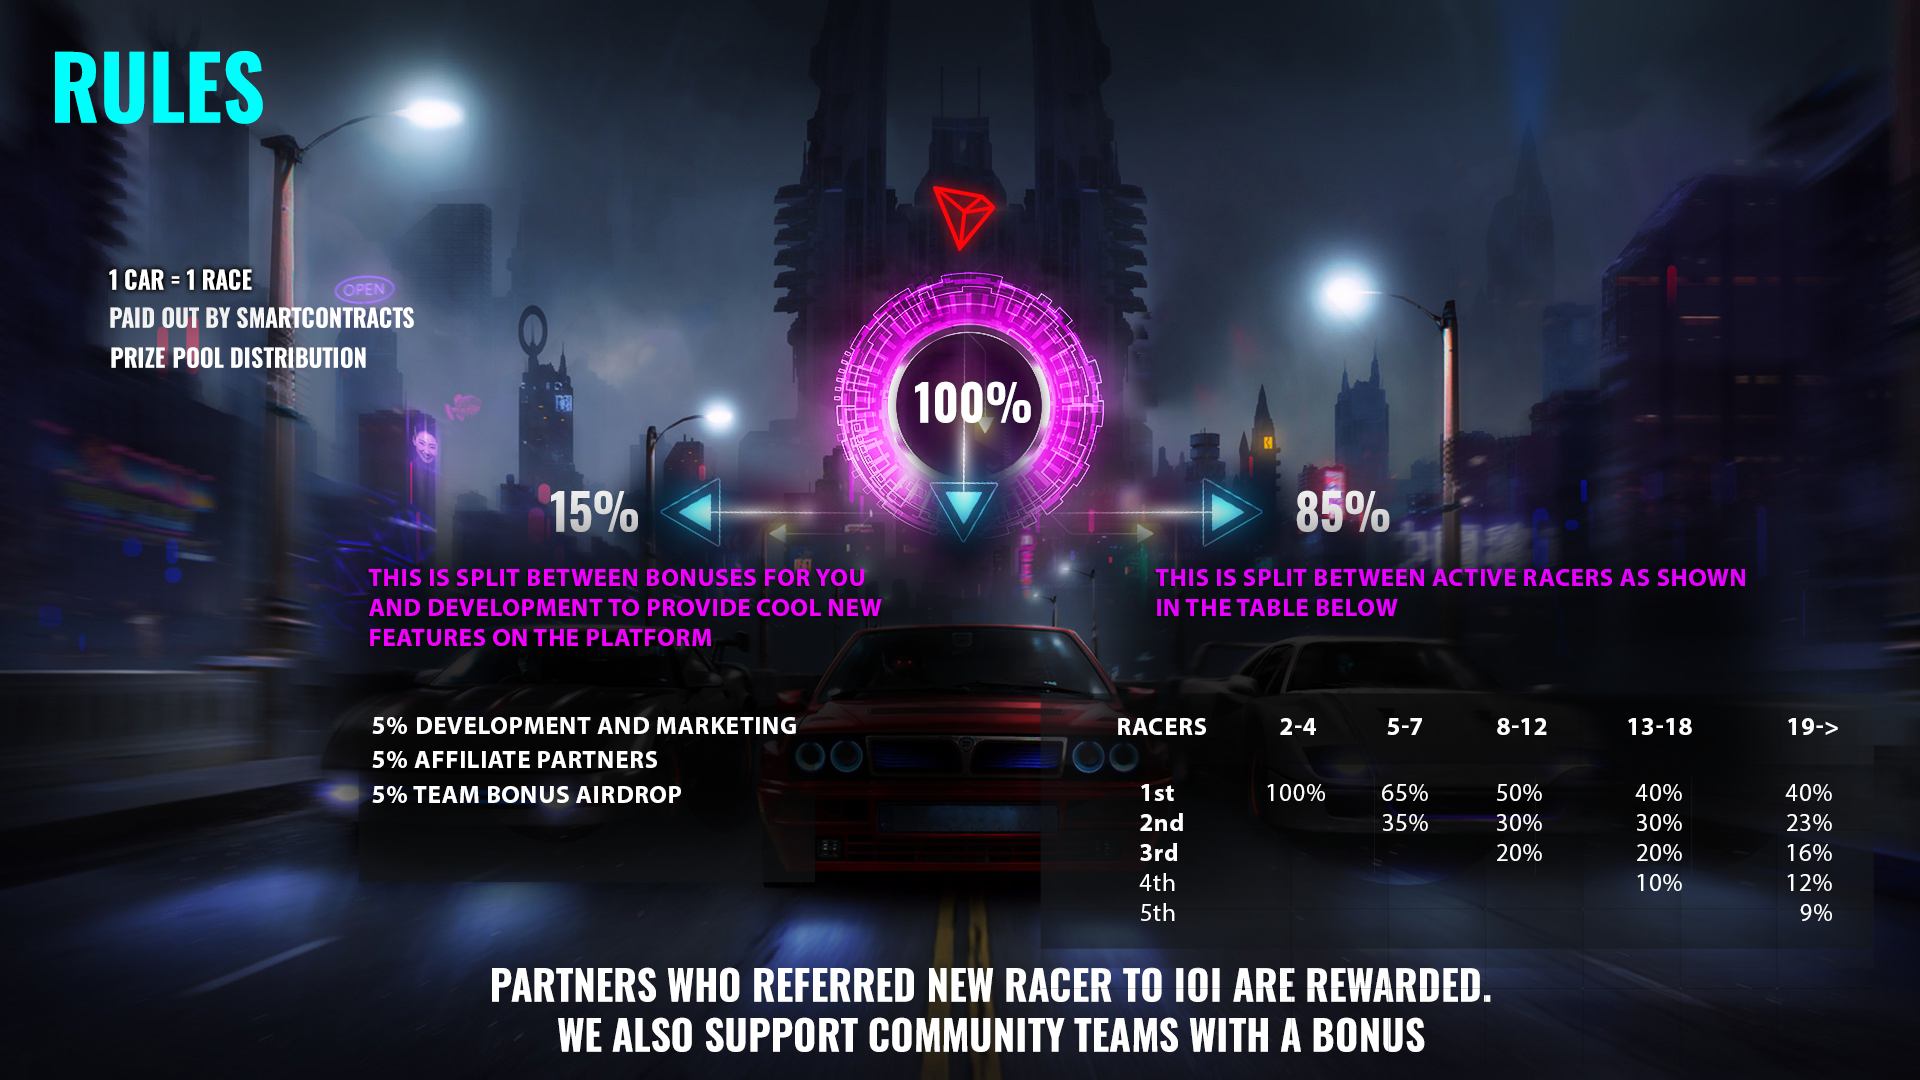 RULES
1 CAR = 1 RACE
OPEN
PAID OUT BY SMARTCONTRACTS
PRIZE POOL DISTRIBUTION
100%
15%
85%
THIS IS SPLIT BETWEEN BONUSES FOR YOU
AND DEVELOPMENT TO PROVIDE COOL NEW
FEATURES ON THE PLATFORM
THIS IS SPLIT BETWEEN ACTIVE RACERS AS SHOWN
IN THE TABLE BELOW
5% DEVELOPMENT AND MARKETING
5% AFFILIATE PARTNERS
5% TEAM BONUS AIRDROP
RACERS 2-4 5-7 8-12 13-18 19->
1st 100% 65% 50% 40% 40%
2nd 35% 30% 30% 23%
3rd 20% 20% 16%
4th 10% 12%
5th 9%
PARTNERS WHO REFERRED NEW RACER TO IOI ARE REWARDED.
WE ALSO SUPPORT COMMUNITY TEAMS WITH A BONUS